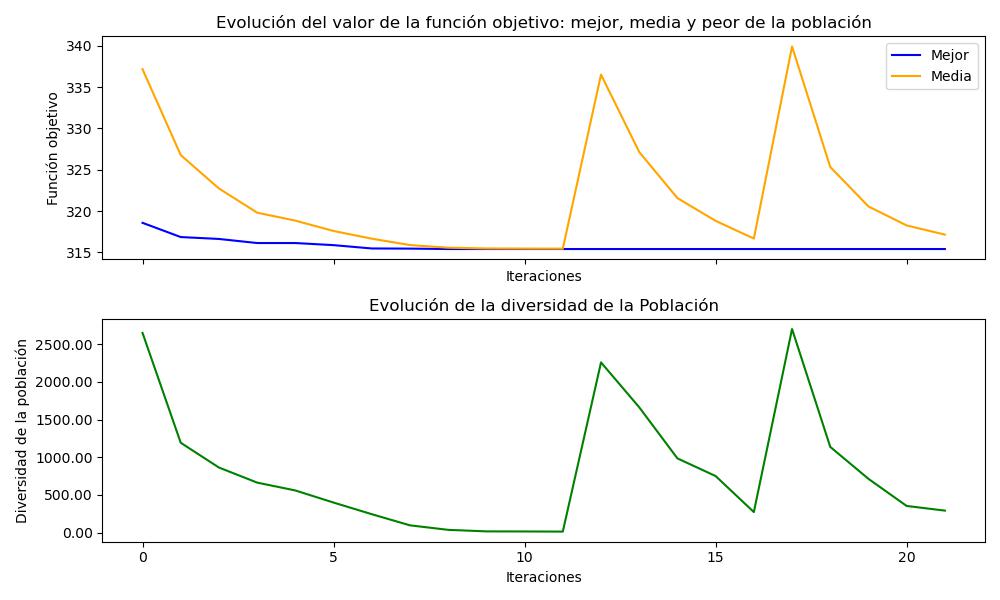 Evolución del valor de la función objetivo: mejor, media y peor de la población
Función objetivo
340
335
330
325
320
315
Mejor
Media
Iteraciones
Evolución de la diversidad de la Población
Diversidad de la población
2500.00
2000.00
1500.00
1000.00
500.00
0.00
0 5 10 15 20
Iteraciones